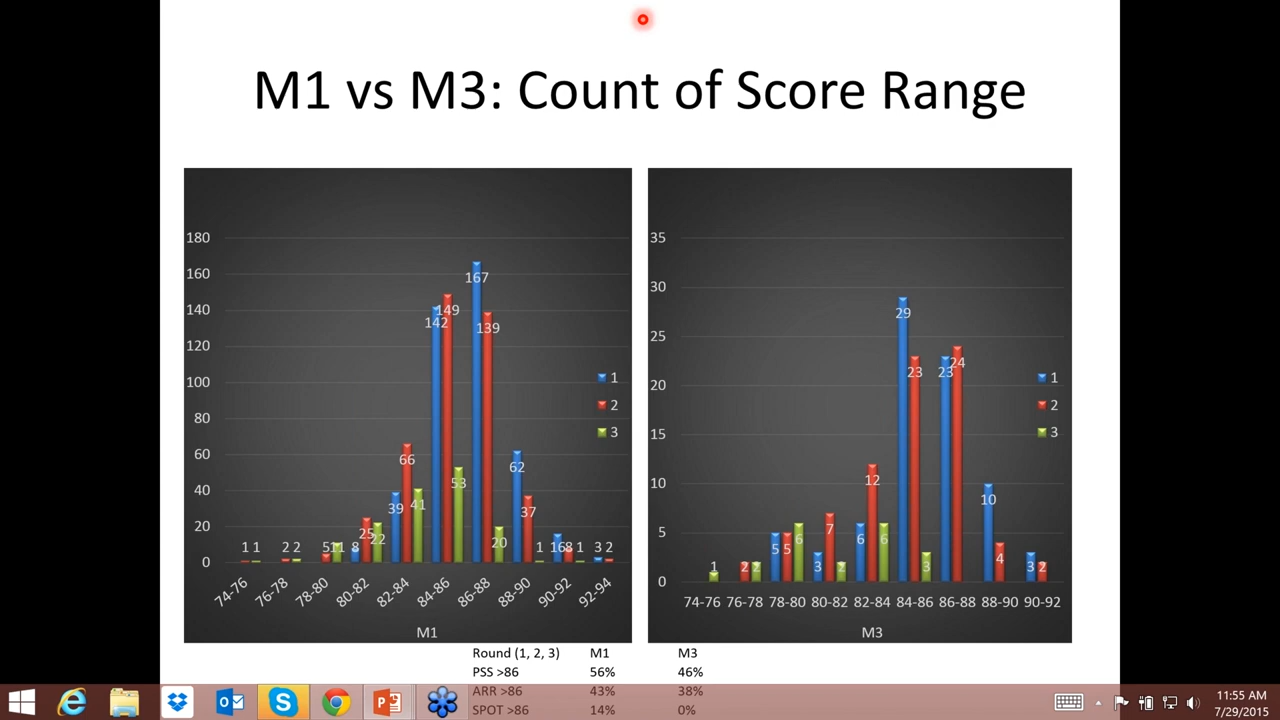 M1 vs M3: Count of Score Range
180
160
140
120
100
80
60
40
20
0
1 1
2 2
5 11
8 25 22
39 66 41
142 149 53
167 139 20
62 37 1
16 8 1
3 2
74-76 76-78 78-80 80-82 82-84 84-86 86-88 88-90 90-92 92-94
M1
1
2
3
35
30
25
20
15
10
5
0
1
2 2
5 5 6
3 7 2
6 12 6
29 23 3
23 24
10 4
3 2
74-76 76-78 78-80 80-82 82-84 84-86 86-88 88-90 90-92
M3
1
2
3
Round (1, 2, 3) M1 M3
PSS >86 56% 46%
ARR >86 43% 38%
SPOT >86 14% 0%
11:55 AM
7/29/2015